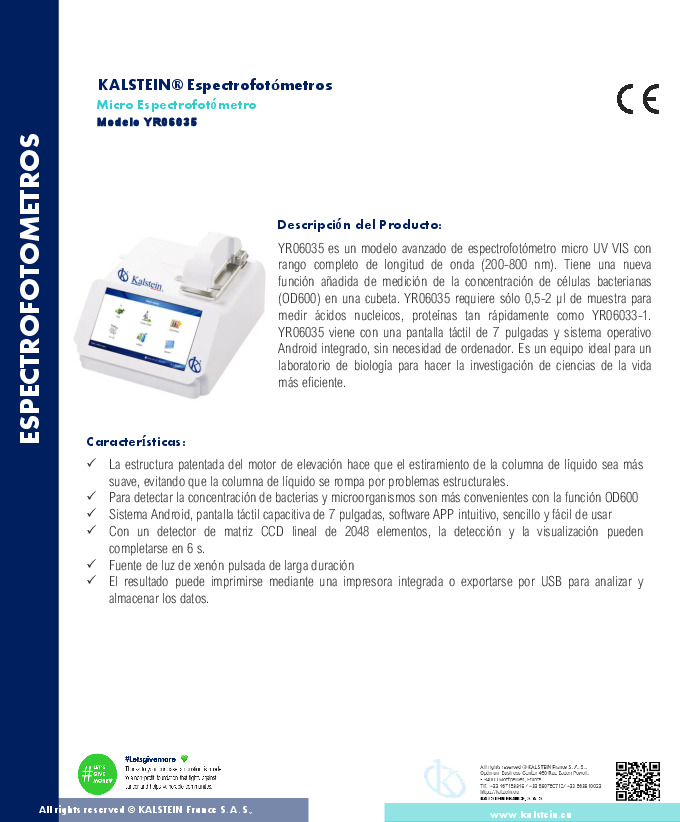 ESPECTROFOTOMETROS
KALSTEIN® Espectrofotómetros
Micro Espectrofotómetro
Modelo YR06035
CE
Descripción del Producto:
YR06035 es un modelo avanzado de espectrofotómetro micro UV VIS con
rango completo de longitud de onda (200-800 nm). Tiene una nueva
función añadida de medición de la concentración de células bacterianas
(OD600) en una cubeta. YR06035 requiere sólo 0,5-2 µl de muestra para
medir ácidos nucleicos, proteínas tan rápidamente como YR06033-1.
YR06035 viene con una pantalla táctil de 7 pulgadas y sistema operativo
Android integrado, sin necesidad de ordenador. Es un equipo ideal para un
laboratorio de biología para hacer la investigación de ciencias de la vida
más eficiente.
Kalstein
Características:
✓ La estructura patentada del motor de elevación hace que el estiramiento de la columna de líquido sea más
suave, evitando que la columna de líquido se rompa por problemas estructurales.
✓ Para detectar la concentración de bacterias y microorganismos son más convenientes con la función OD600
✓ Sistema Android, pantalla táctil capacitiva de 7 pulgadas, software APP intuitivo, sencillo y fácil de usar
✓ Con un detector de matriz CCD lineal de 2048 elementos, la detección y la visualización pueden
completarse en 6 s.
✓ Fuente de luz de xenón pulsada de larga duración
✓ El resultado puede imprimirse mediante una impresora integrada o exportarse por USB para analizar y
almacenar los datos.
# LET'S
GIVE
MORE
#Letsgivemore
All rights reserved © KALSTEIN France S. A. S.,
KALSTEIN FRANCE, S. A. S
All rights reserved © KALSTEIN France S. A. S.,
www.kalstein.eu